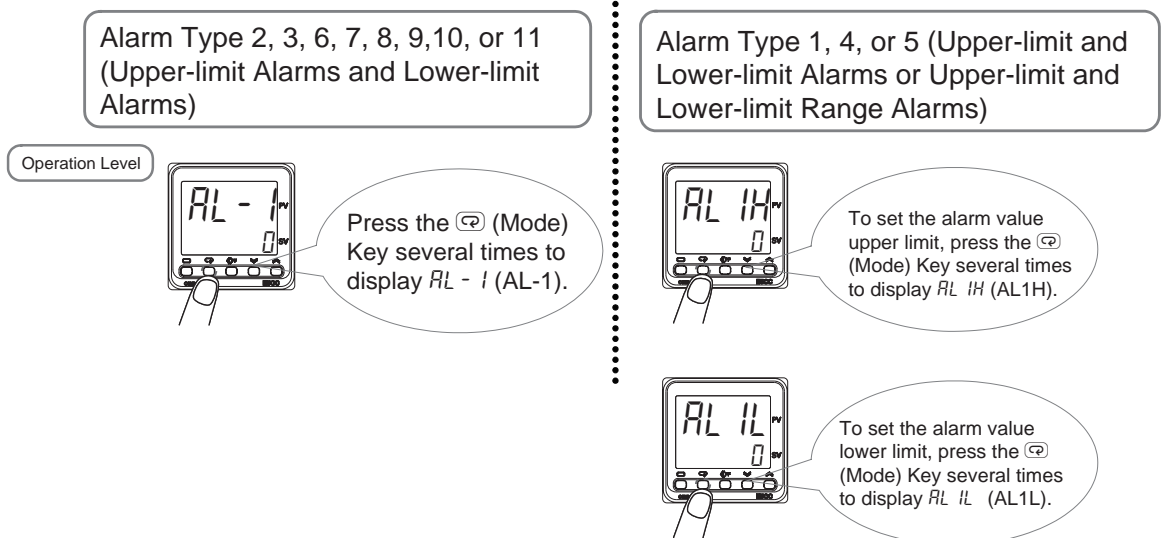 Alarm Type 2, 3, 6, 7, 8, 9,10, or 11
(Upper-limit Alarms and Lower-limit
Alarms)
Alarm Type 1, 4, or 5 (Upper-limit and
Lower-limit Alarms or Upper-limit and
Lower-limit Range Alarms)
Operation Level
AL - 1 PV
0 SV
Press the (Mode)
Key several times to
display AL - 1 (AL-1).
AL 1H PV
0 SV
To set the alarm value
upper limit, press the
(Mode) Key several times
to display AL 1H (AL1H).
AL 1L PV
0 SV
To set the alarm value
lower limit, press the
(Mode) Key several times
to display AL 1L (AL1L).